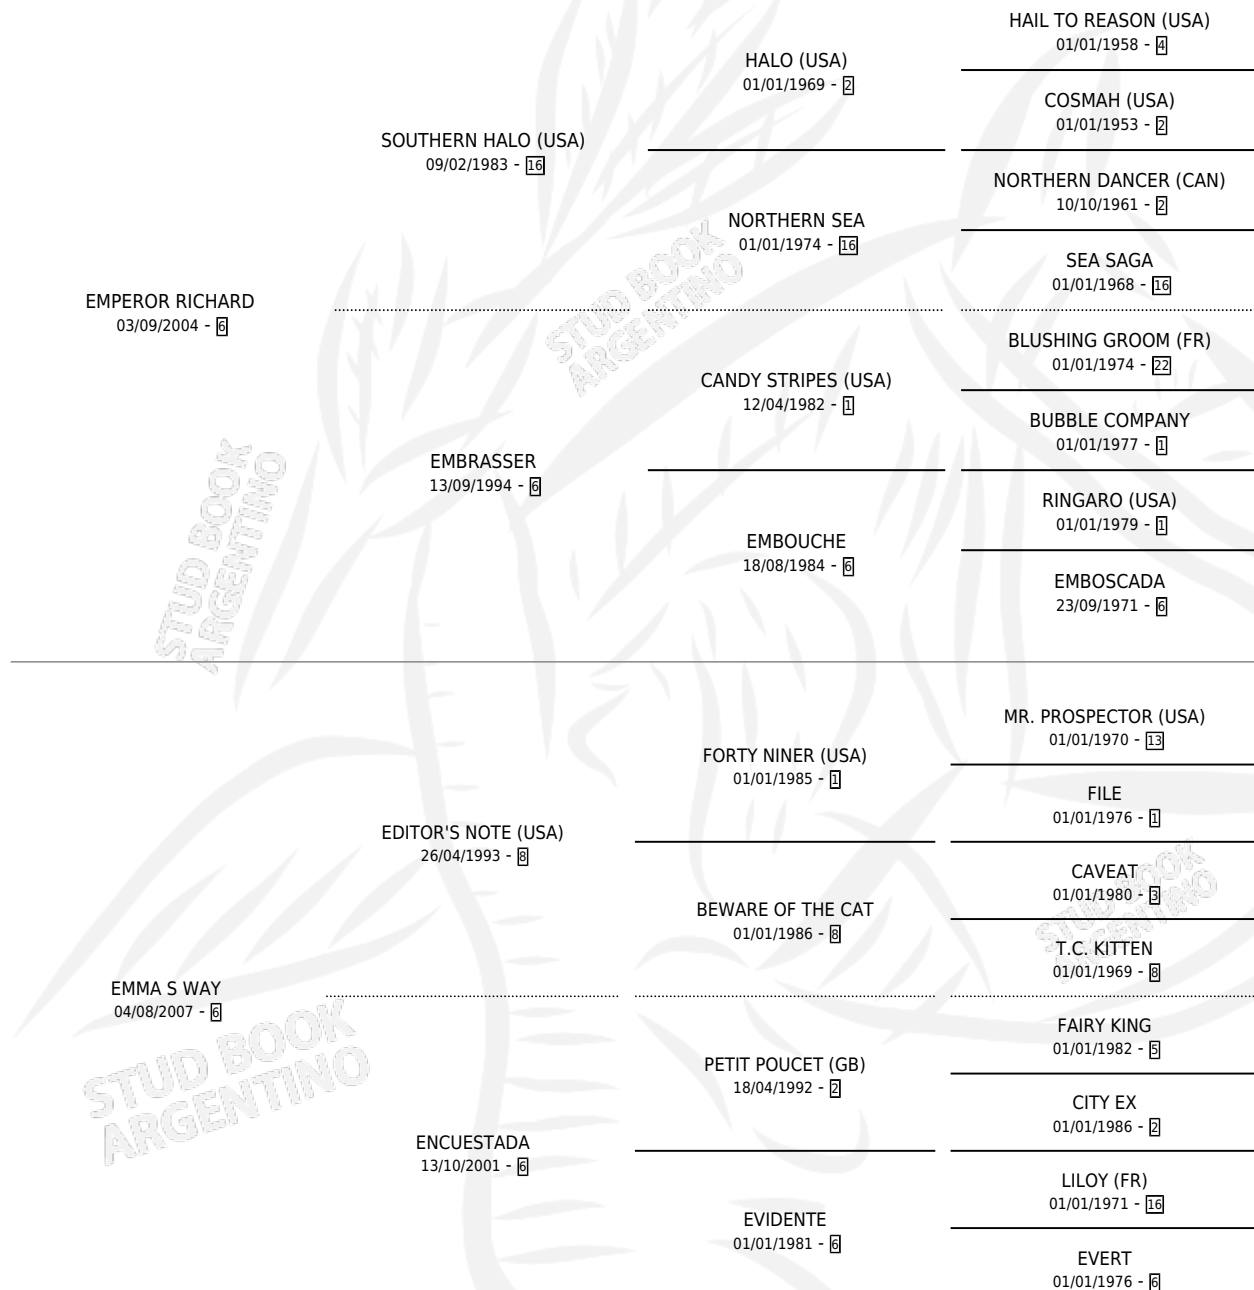 HAIL TO REASON (USA)
01/01/1958 - 4
HALO (USA)
01/01/1969 - 2
COSMAH (USA)
01/01/1953 - 2
SOUTHERN HALO (USA)
09/02/1983 - 16
NORTHERN DANCER (CAN)
10/10/1961 - 2
NORTHERN SEA
01/01/1974 - 16
SEA SAGA
01/01/1968 - 16
EMPEROR RICHARD
03/09/2004 - 6
STUD BOOK
ARGENTINO
BLUSHING GROOM (FR)
01/01/1974 - 22
CANDY STRIPES (USA)
12/04/1982 - 1
BUBBLE COMPANY
01/01/1977 - 1
EMBRASSER
13/09/1994 - 6
RINGARO (USA)
01/01/1979 - 1
EMBOUCHE
18/08/1984 - 6
EMBOSCADA
23/09/1971 - 6
STUD BOOK
ARGENTINO
MR. PROSPECTOR (USA)
01/01/1970 - 13
FORTY NINER (USA)
01/01/1985 - 1
FILE
01/01/1976 - 1
EDITOR'S NOTE (USA)
26/04/1993 - 8
CAVEAT
01/01/1980 - 3
BEWARE OF THE CAT
01/01/1986 - 8
STUD BOOK
ARGENTINO
T.C. KITTEN
01/01/1969 - 8
EMMA S WAY
04/08/2007 - 6
FAIRY KING
01/01/1982 - 5
PETIT POUCET (GB)
18/04/1992 - 2
CITY EX
01/01/1986 - 2
STUD BOOK
ARGENTINO
ENCUESTADA
13/10/2001 - 6
LILOY (FR)
01/01/1971 - 16
EVIDENTE
01/01/1981 - 6
EVERT
01/01/1976 - 6